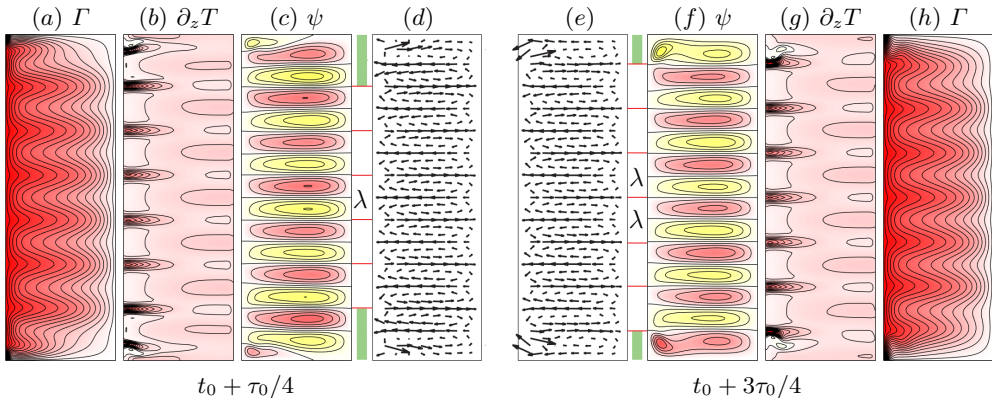 (a) Γ (b) ∂zT (c) ψ (d) (e) (f) ψ (g) ∂zT (h) Γ
λ λ
λ
t0 + τ0/4 t0 + 3τ0/4